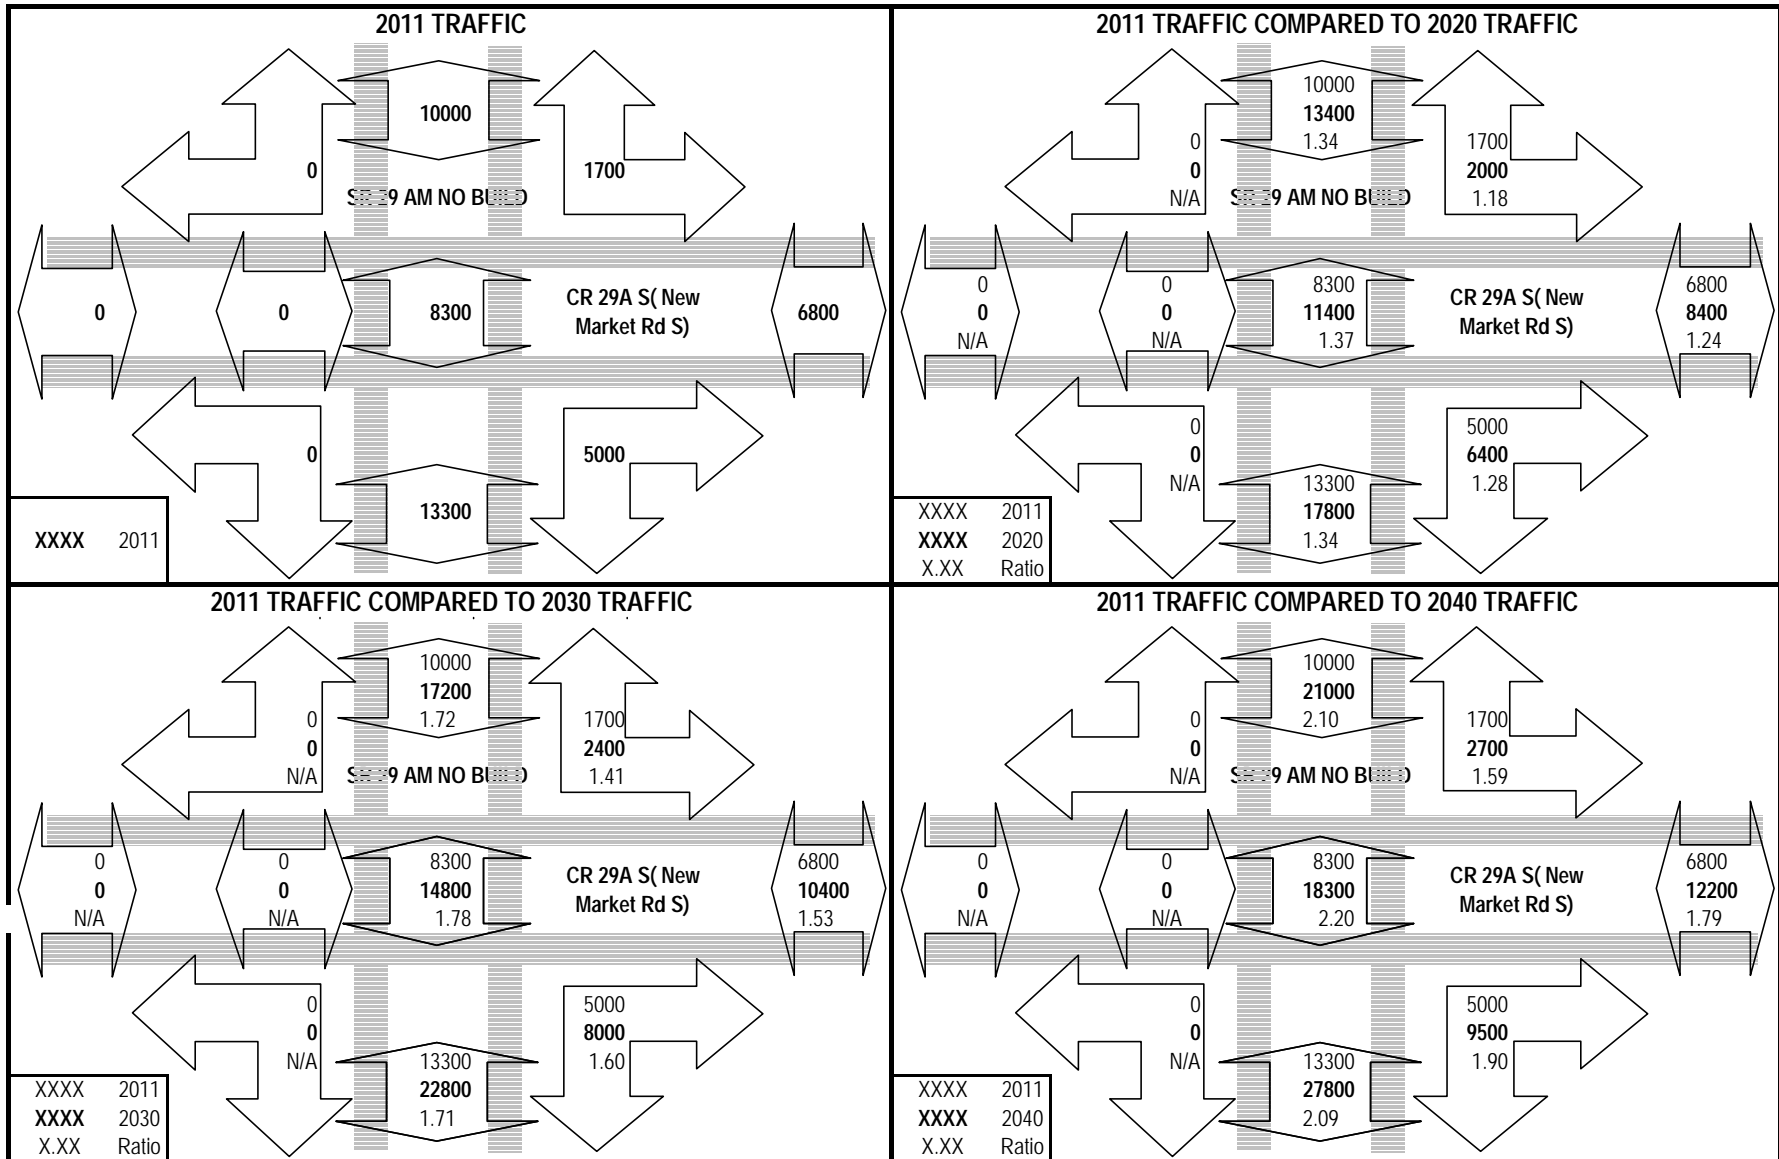 2011 TRAFFIC
10000
0
1700
AM NO BUILD
0
0
8300
CR 29A S( New
Market Rd S)
6800
0
5000
13300
XXXX 2011
2011 TRAFFIC COMPARED TO 2020 TRAFFIC
10000
13400
1.34
0
0
N/A
1700
2000
1.18
AM NO BUILD
0
0
N/A
0
0
N/A
8300
11400
1.37
CR 29A S( New
Market Rd S)
6800
8400
1.24
0
0
N/A
5000
6400
1.28
13300
17800
1.34
XXXX 2011
XXXX 2020
X.XX Ratio
2011 TRAFFIC COMPARED TO 2030 TRAFFIC
10000
17200
1.72
0
0
N/A
1700
2400
1.41
AM NO BUILD
0
0
N/A
0
0
N/A
8300
14800
1.78
CR 29A S( New
Market Rd S)
6800
10400
1.53
0
0
N/A
5000
8000
1.60
13300
22800
1.71
XXXX 2011
XXXX 2030
X.XX Ratio
2011 TRAFFIC COMPARED TO 2040 TRAFFIC
10000
21000
2.10
0
0
N/A
1700
2700
1.59
AM NO BUILD
0
0
N/A
0
0
N/A
8300
18300
2.20
CR 29A S( New
Market Rd S)
6800
12200
1.79
0
0
N/A
5000
9500
1.90
13300
27800
2.09
XXXX 2011
XXXX 2040
X.XX Ratio